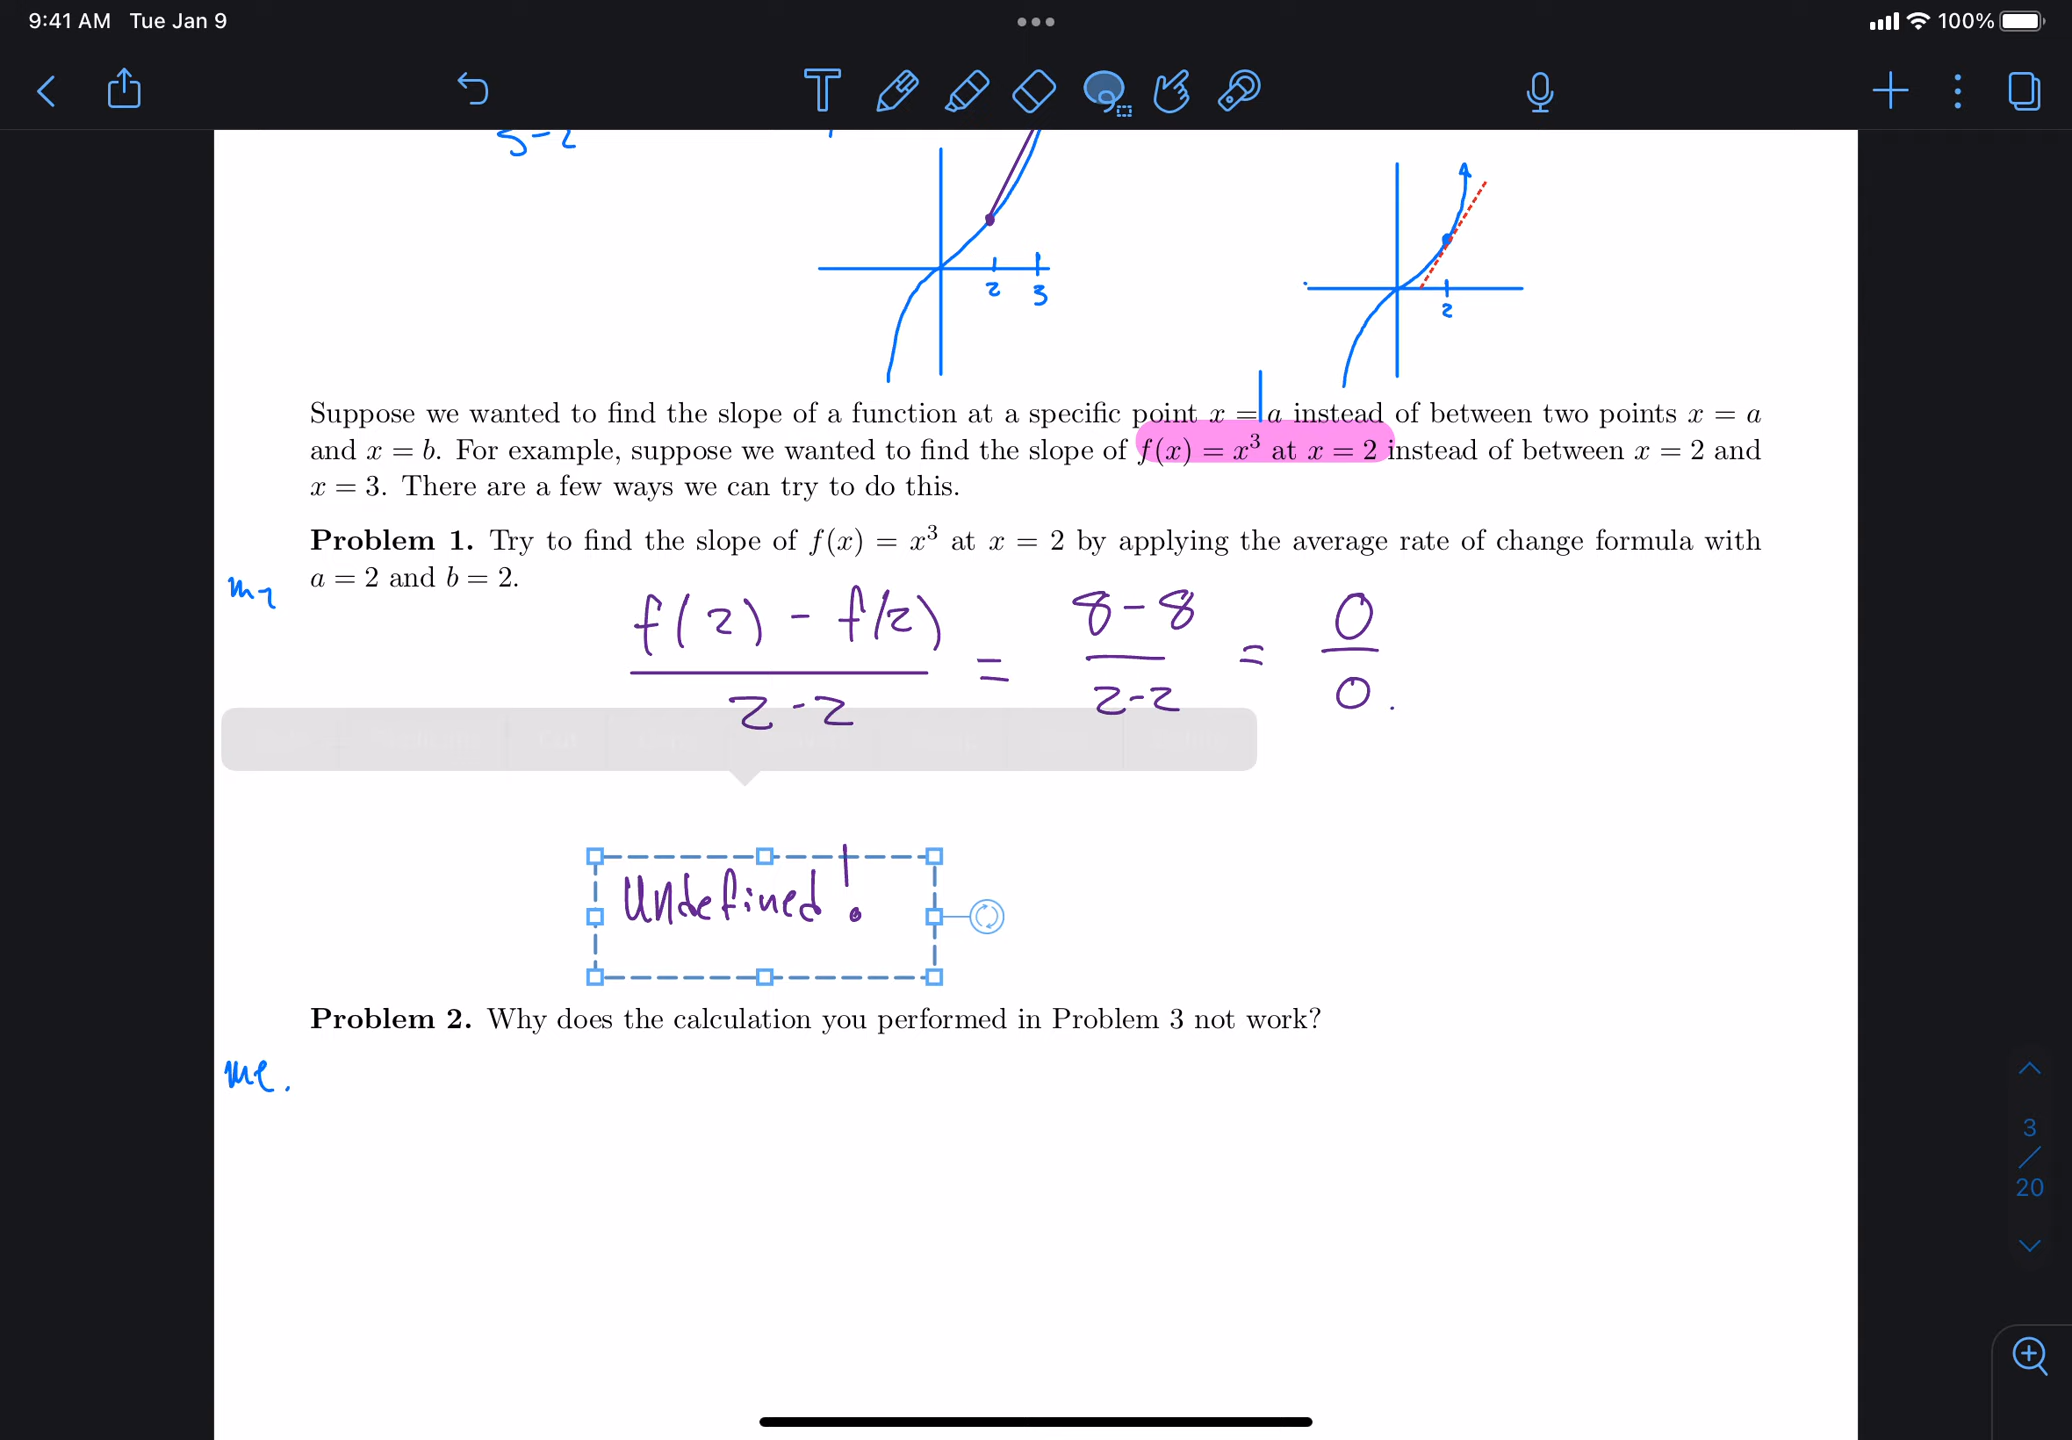 9:41 AM Tue Jan 9
100%
2 3
2
Suppose we wanted to find the slope of a function at a specific point x = a instead of between two points x = a
and x = b. For example, suppose we wanted to find the slope of f(x) = x³ at x = 2 instead of between x = 2 and
x = 3. There are a few ways we can try to do this.
Problem 1. Try to find the slope of f(x) = x³ at x = 2 by applying the average rate of change formula with
a = 2 and b = 2.
f(2) - f(2) / 2-2 = 8-8 / 2-2 = 0/0.
Undefined!
Problem 2. Why does the calculation you performed in Problem 3 not work?
me.
3
/
20